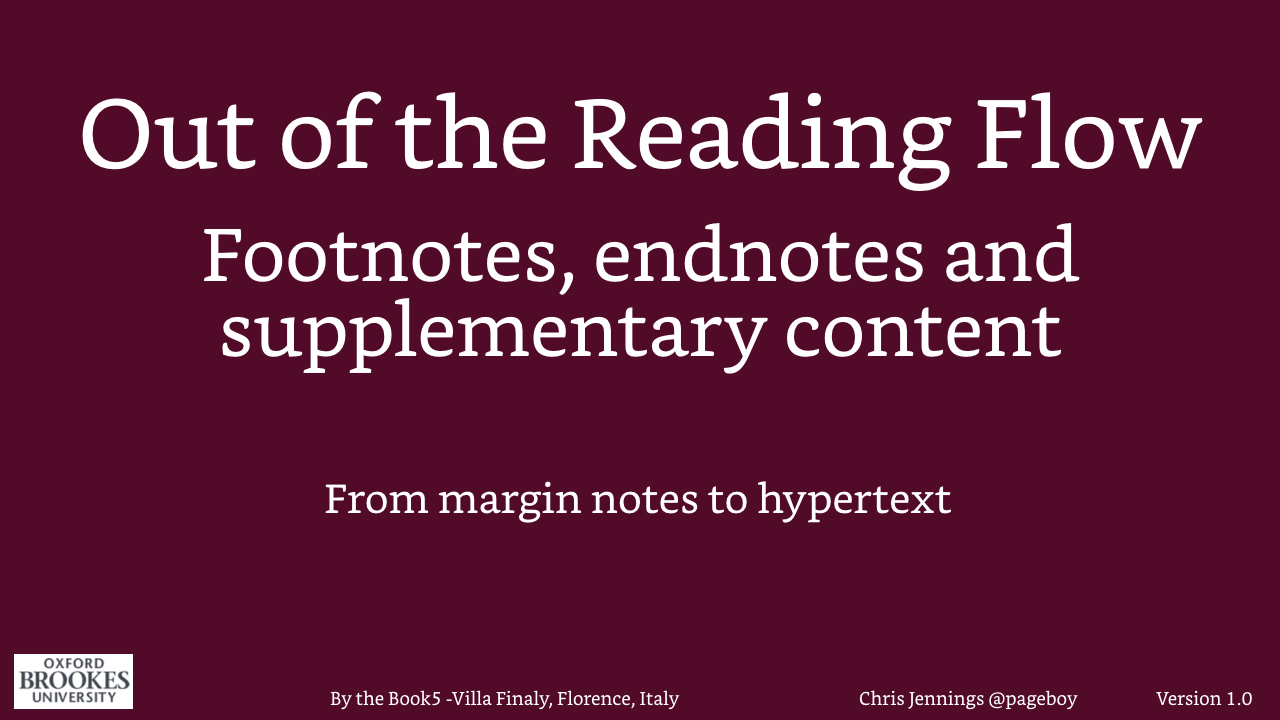 Out of the Reading Flow
Footnotes, endnotes and
supplementary content
From margin notes to hypertext
OXFORD
BROOKES
UNIVERSITY
By the Book5 -Villa Finaly, Florence, Italy
Chris Jennings @pageboy
Version 1.0